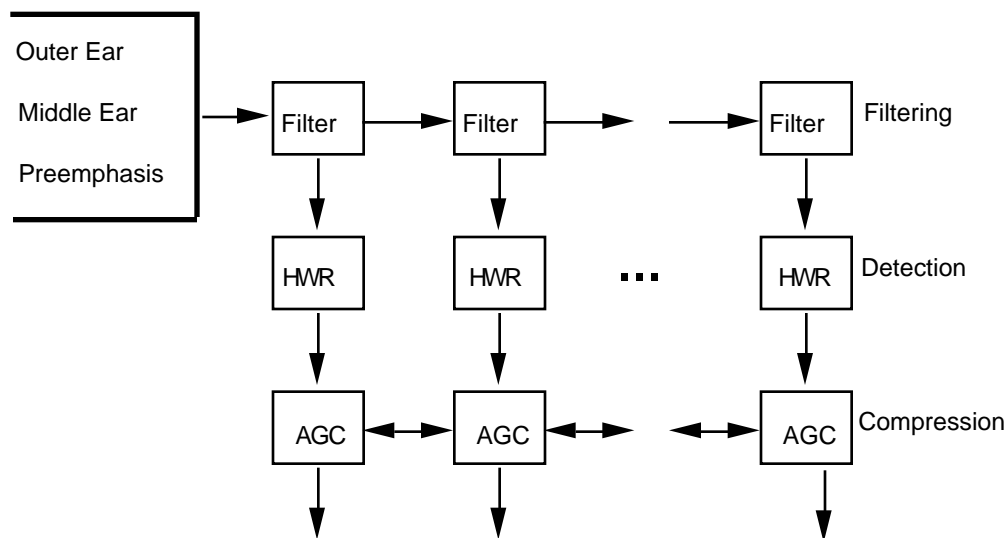 Outer Ear
Middle Ear
Preemphasis
Filter
Filter
Filter
Filtering
HWR
HWR
...
HWR
Detection
AGC
AGC
AGC
Compression